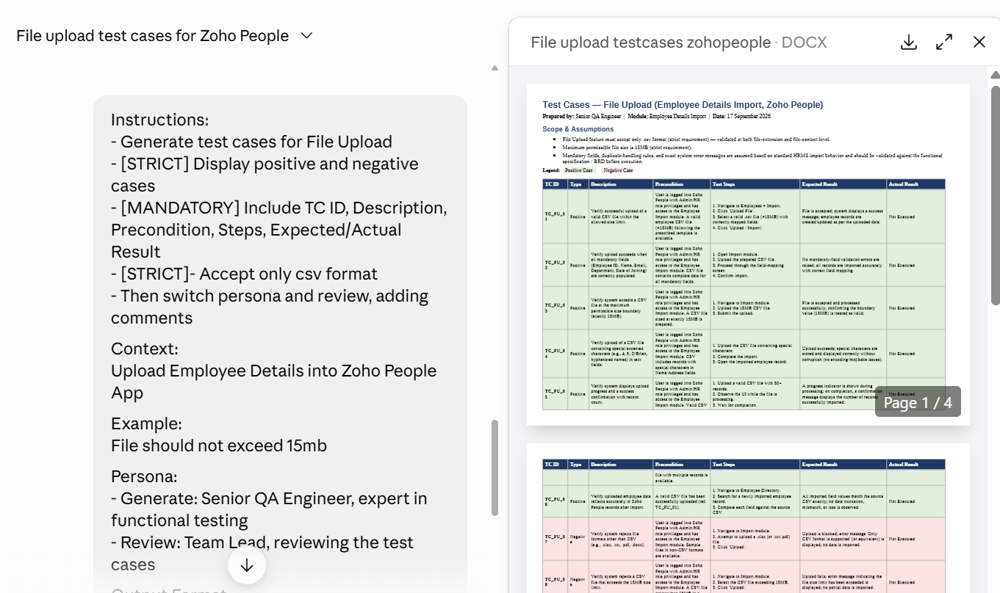 File upload test cases for Zoho People
Instructions:
- Generate test cases for File Upload
- [STRICT] Display positive and negative
cases
- [MANDATORY] Include TC ID, Description,
Precondition, Steps, Expected/Actual
Result
- [STRICT]- Accept only csv format
- Then switch persona and review, adding
comments
Context:
Upload Employee Details into Zoho People
App
Example:
File should not exceed 15mb
Persona:
- Generate: Senior QA Engineer, expert in
functional testing
- Review: Team Lead, reviewing the test
cases
Output Format
File upload testcases zohopeople · DOCX
Test Cases — File Upload (Employee Details Import, Zoho People)
Prepared by: Senior QA Engineer | Module: Employee Details Import | Date: 17 September 2026
Scope & Assumptions
• File Upload feature must accept only .csv format (strict requirement) — validated at both file-extension and file-content level.
• Maximum permissible file size is 15MB (strict requirement).
• Mandatory fields, duplicate-handling rules, and exact system error messages are assumed based on standard HRMS import behavior and should be validated against the functional
specification / BRD before execution.
Legend: Positive Case Negative Case
TC ID Type Description Precondition Test Steps Expected Result Actual Result
TC_FU_0
1
Positive
Verify successful upload of a
valid CSV file within the
allowed size limit.
User is logged into Zoho
People with Admin/HR
role privileges and has
access to the Employee
Import module. A valid
employee CSV file
(<15MB) following the
prescribed template is
available.
1. Navigate to Employees > Import.
2. Click 'Upload File'.
3. Select a valid .csv file (<15MB) with
correctly mapped fields.
4. Click 'Upload / Import'.
File is accepted; system displays a success
message; employee records are
created/updated as per the uploaded data.
Not Executed
TC_FU_0
2
Positive
Verify upload succeeds when
all mandatory fields
(Employee ID, Name, Email,
Department, Date of Joining)
are correctly populated.
User is logged into Zoho
People with Admin/HR
role privileges and has
access to the Employee
Import module. CSV file
contains complete data for
all mandatory fields.
1. Open Import module.
2. Upload the prepared CSV file.
3. Proceed through the field-mapping
screen.
4. Confirm import.
No mandatory-field validation errors are
raised; all records are imported accurately
with correct field mapping.
Not Executed
TC_FU_0
3
Positive
Verify system accepts a CSV
file at the maximum
permissible size boundary
(exactly 15MB).
User is logged into Zoho
People with Admin/HR
role privileges and has
access to the Employee
Import module. A CSV file
sized at exactly 15MB is
prepared.
1. Navigate to Import module.
2. Upload the 15MB CSV file.
3. Submit the upload.
File is accepted and processed
successfully, confirming the boundary
value (15MB) is treated as valid.
Not Executed
TC_FU_0
4
Positive
Verify upload of a CSV file
containing special/accented
characters (e.g., é, ñ, O'Brien,
hyphenated names) in text
fields.
User is logged into Zoho
People with Admin/HR
role privileges and has
access to the Employee
Import module. CSV
includes records with
special characters in
Name/Address fields.
1. Upload the CSV file containing special
characters.
2. Complete the import.
3. Open the imported employee record.
Upload succeeds; special characters are
stored and displayed correctly without
corruption (no encoding/mojibake issues).
Not Executed
TC_FU_0
5
Positive
Verify system displays upload
progress and a success
confirmation with record
count.
User is logged into Zoho
People with Admin/HR
role privileges and has
access to the Employee
Import module. Valid CSV
1. Upload a valid CSV file with 50+
records.
2. Observe the UI while the file is
processing.
3. Wait for completion.
A progress indicator is shown during
processing; on completion, a confirmation
message displays the number of records
successfully imported.
Not Executed
Page 1 / 4
TC ID Type Description Precondition Test Steps Expected Result Actual Result
file with multiple records is
available.
TC_FU_0
6
Positive
Verify uploaded employee data
reflects accurately in Zoho
People records after import.
A valid CSV file has been
successfully uploaded (ref.
TC_FU_01).
1. Navigate to Employee Directory.
2. Search for a newly imported employee
record.
3. Compare each field against the source
CSV.
All imported field values match the source
CSV exactly; no data truncation,
mismatch, or loss is observed.
Not Executed
TC_FU_0
7
Negativ
e
Verify system rejects file
formats other than CSV
(e.g., .xlsx, .txt, .pdf, .docx).
User is logged into Zoho
People with Admin/HR
role privileges and has
access to the Employee
Import module. Sample
files in non-CSV formats
are available.
1. Navigate to Import module.
2. Attempt to upload a .xlsx (or .txt/.pdf)
file.
3. Click 'Upload'.
Upload is blocked; error message 'Only
CSV format is supported' (or equivalent) is
displayed; no data is imported.
Not Executed
TC_FU_0
8
Negativ
e
Verify system rejects a CSV
file that exceeds the 15MB size
limit.
User is logged into Zoho
People with Admin/HR
role privileges and has
access to the Employee
Import module. A CSV file
1. Navigate to Import module.
2. Select the CSV file exceeding 15MB.
3. Click 'Upload'.
Upload fails; error message indicating the
file size limit has been exceeded is
displayed; no partial data is imported.
Not Executed